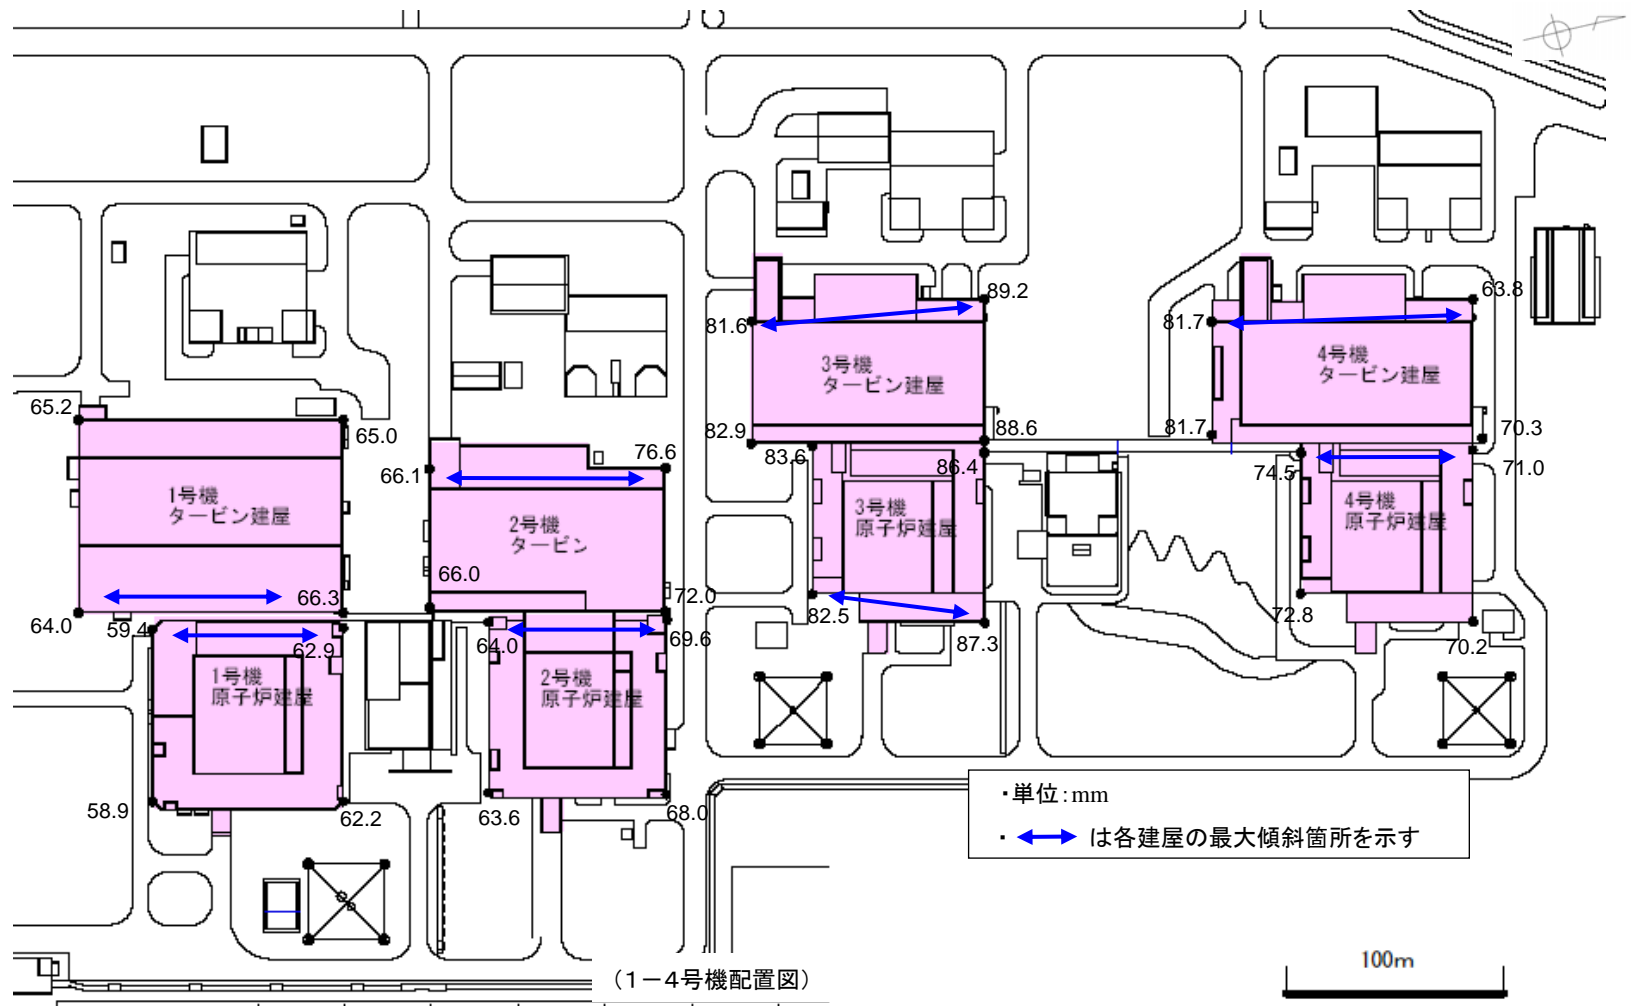 89.2
63.8
81.6
81.7
3号機
タービン建屋
4号機
タービン建屋
65.2
65.0
82.9
88.6
81.7
70.3
83.6
86.4
74.5
71.0
66.1
76.6
1号機
タービン建屋
2号機
タービン
3号機
原子炉建屋
4号機
原子炉建屋
66.0
66.3
72.0
64.0
59.4
62.9
64.0
69.6
82.5
87.3
72.8
70.2
1号機
原子炉建屋
2号機
原子炉建屋
58.9
62.2
63.6
68.0
・単位：mm
・ は各建屋の最大傾斜箇所を示す
（1－4号機配置図）
100m